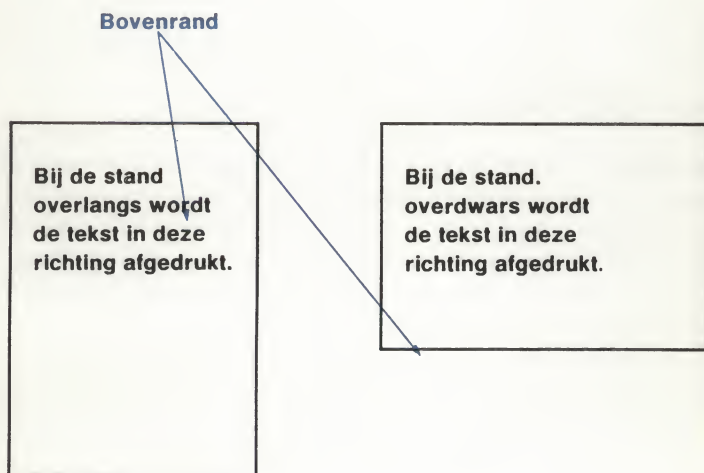 Bovenrand
Bij de stand
overlangs wordt
de tekst in deze
richting afgedrukt.
Bij de stand.
overdwars wordt
de tekst in deze
richting afgedrukt.